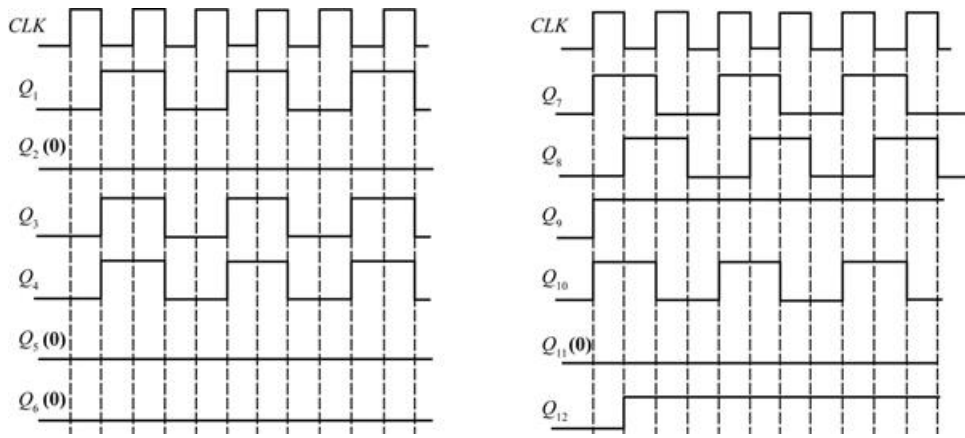 CLK
Q₁
Q₂(0)
Q₃
Q₄
Q₅(0)
Q₆(0)
CLK
Q₇
Q₈
Q₉
Q₁₀
Q₁₁(0)
Q₁₂